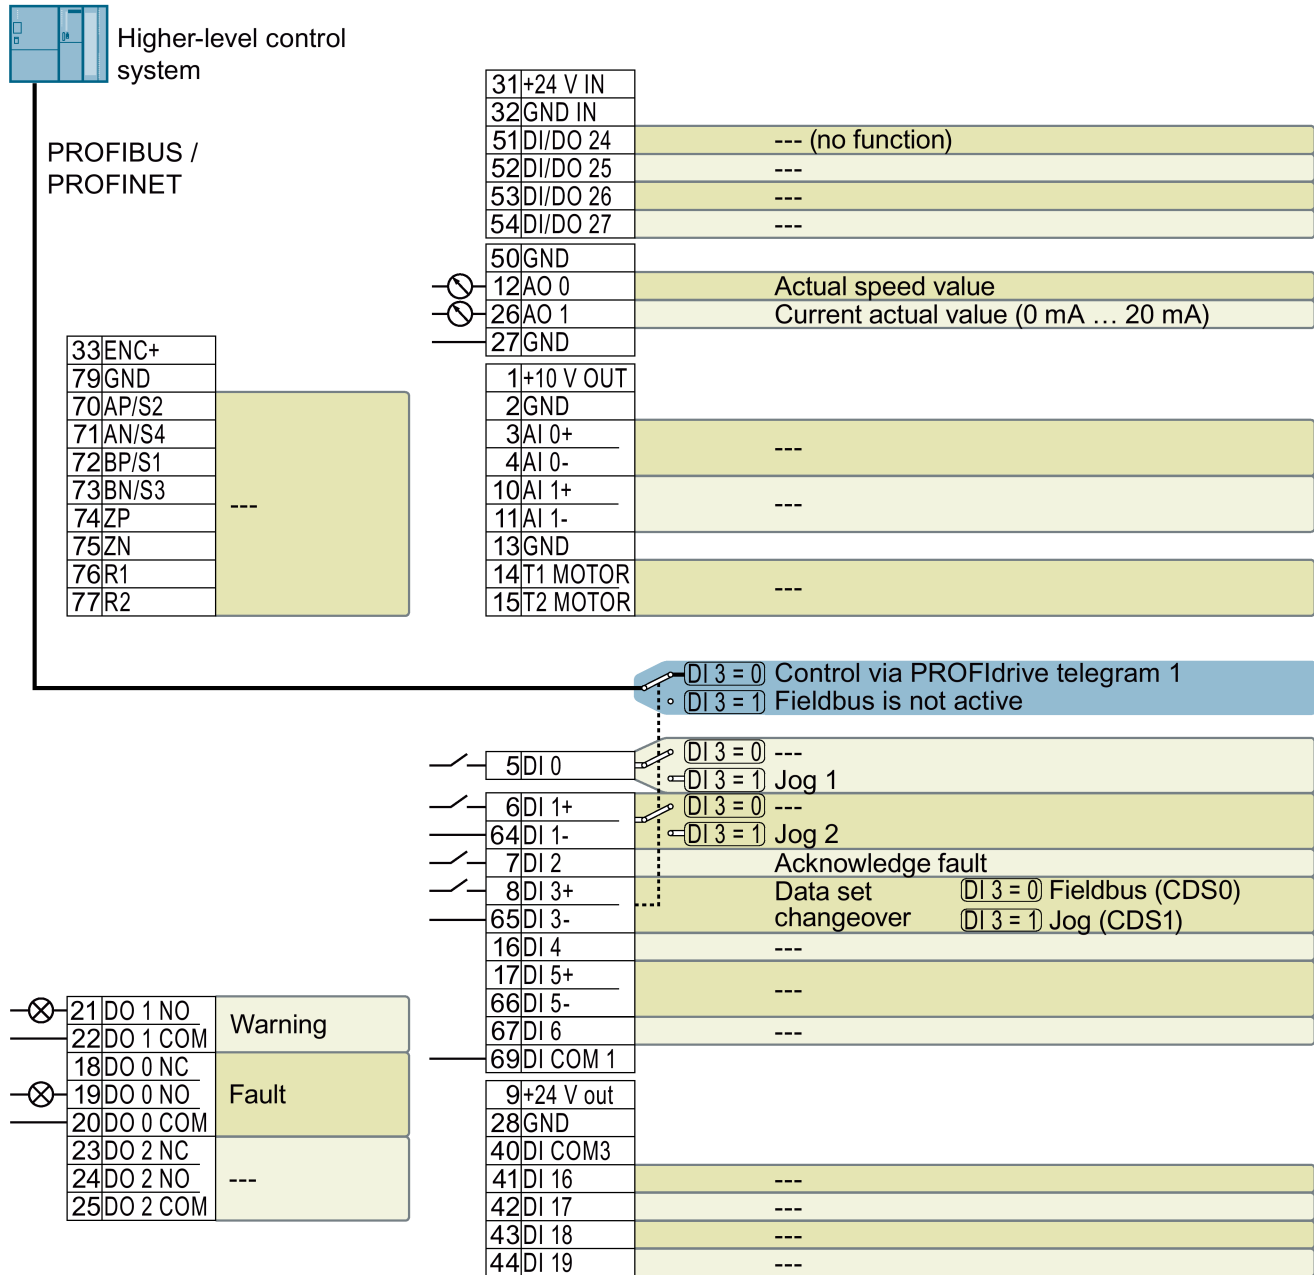 Higher-level control
system
PROFIBUS /
PROFINET
31 +24 V IN
32 GND IN
51 DI/DO 24 --- (no function)
52 DI/DO 25 ---
53 DI/DO 26 ---
54 DI/DO 27 ---
50 GND
12 AO 0 Actual speed value
26 AO 1 Current actual value (0 mA … 20 mA)
27 GND
33 ENC+
79 GND
70 AP/S2
71 AN/S4
72 BP/S1
73 BN/S3
---
74 ZP
75 ZN
76 R1
77 R2
1 +10 V OUT
2 GND
3 AI 0+
---
4 AI 0-
10 AI 1+
---
11 AI 1-
13 GND
14 T1 MOTOR
---
15 T2 MOTOR
DI 3 = 0 Control via PROFIdrive telegram 1
DI 3 = 1 Fieldbus is not active
5 DI 0
DI 3 = 0 ---
DI 3 = 1 Jog 1
6 DI 1+ DI 3 = 0 ---
64 DI 1- DI 3 = 1 Jog 2
7 DI 2 Acknowledge fault
8 DI 3+ Data set DI 3 = 0 Fieldbus (CDS0)
65 DI 3- changeover DI 3 = 1 Jog (CDS1)
16 DI 4 ---
17 DI 5+
---
66 DI 5-
67 DI 6 ---
69 DI COM 1
21 DO 1 NO
Warning
22 DO 1 COM
18 DO 0 NC
19 DO 0 NO Fault
20 DO 0 COM
23 DO 2 NC
24 DO 2 NO ---
25 DO 2 COM
9 +24 V out
28 GND
40 DI COM3
41 DI 16 ---
42 DI 17 ---
43 DI 18 ---
44 DI 19 ---